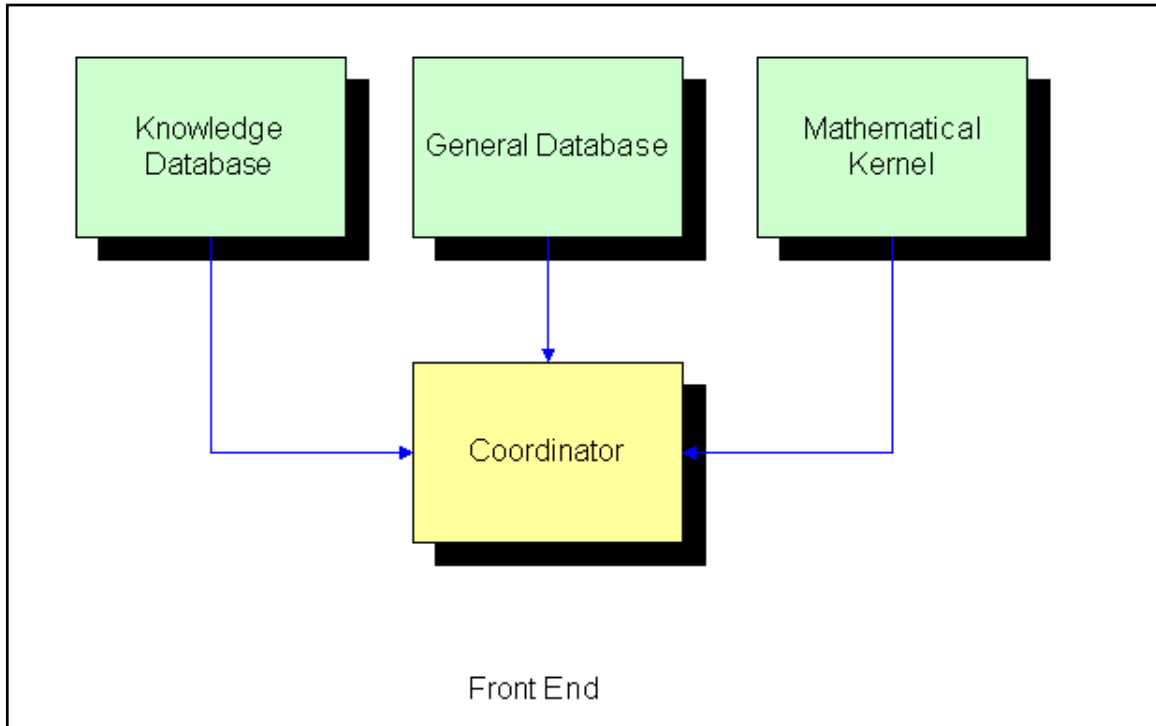 Knowledge
Database
General Database
Mathematical
Kernel
Coordinator
Front End